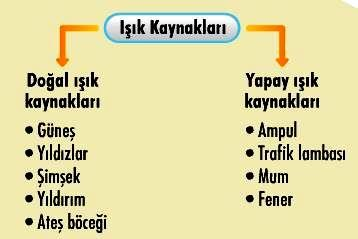 Işık Kaynakları
Doğal ışık
kaynakları
• Güneş
• Yıldızlar
• Şimşek
• Yıldırım
• Ateş böceği
Yapay ışık
kaynakları
• Ampul
• Trafik lambası
• Mum
• Fener